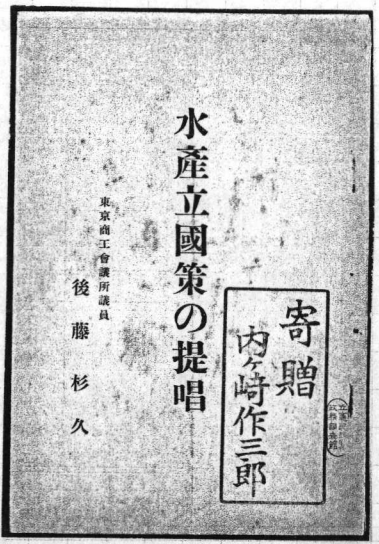 水產立國策の提唱
東京商工會議所議員
後藤杉久
寄贈
内ヶ崎作三郎